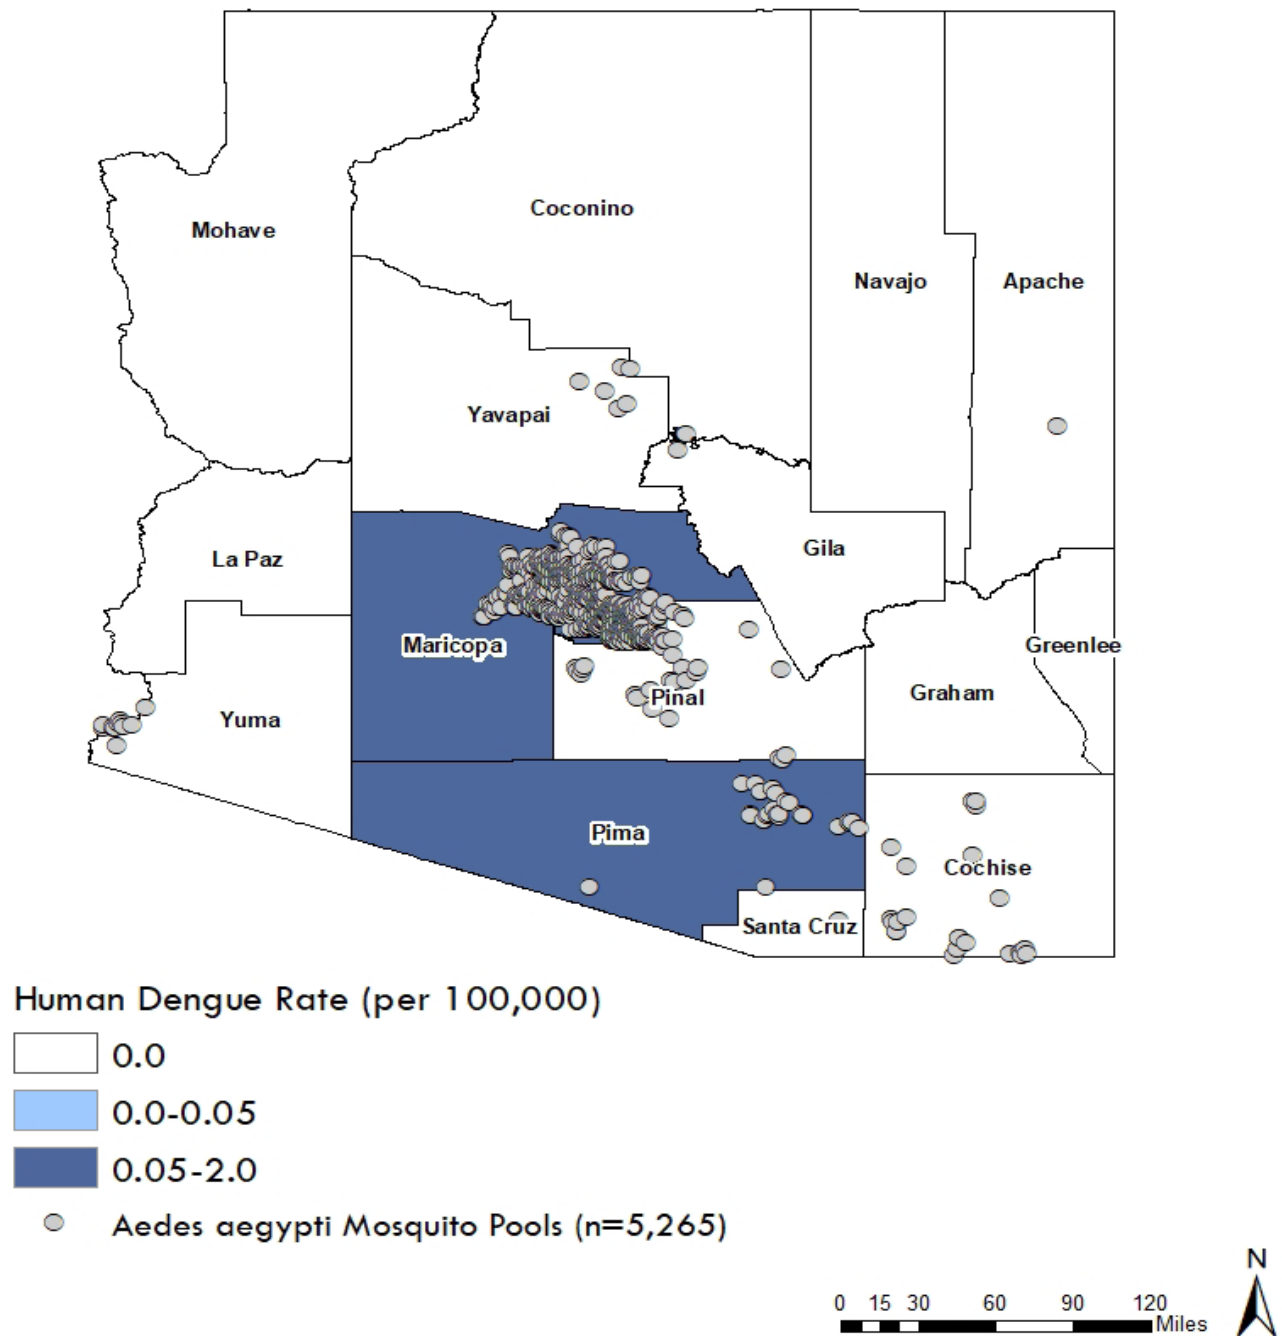 Coconino
Mohave
Navajo
Apache
Yavapai
Gila
La Paz
Maricopa
Greenlee
Graham
Pinal
Yuma
Pima
Cochise
Santa Cruz
Human Dengue Rate (per 100,000)
0.0
0.0-0.05
0.05-2.0
Aedes aegypti Mosquito Pools (n=5,265)
N
0 15 30 60 90 120
Miles